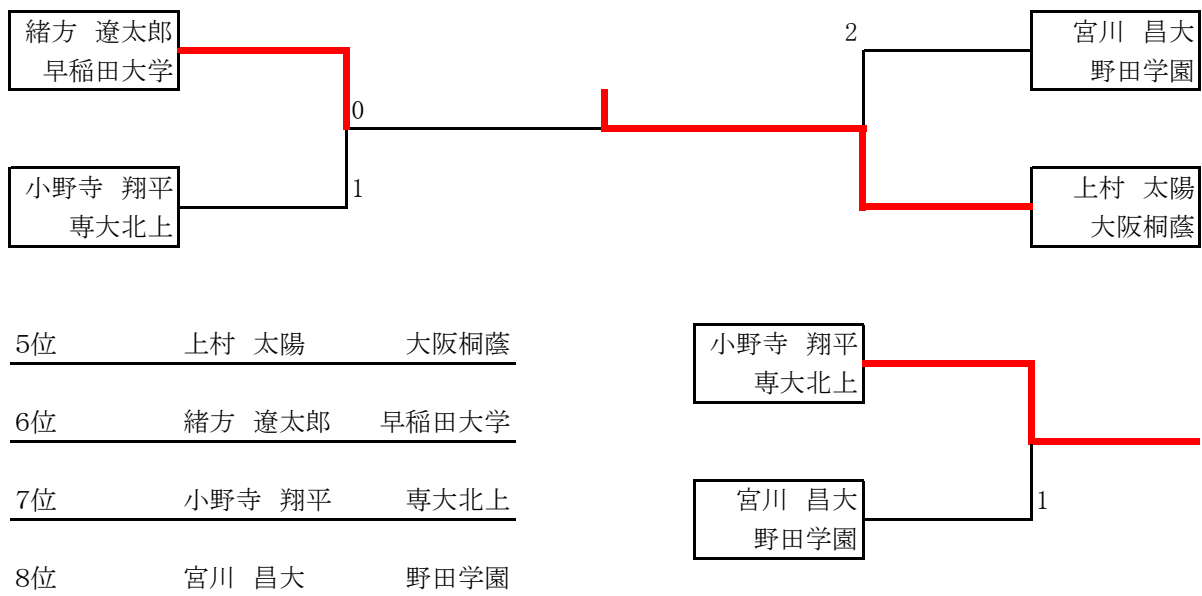 緒方 遼太郎
早稲田大学
0
小野寺 翔平
専大北上
1
2
宮川 昌大
野田学園
上村 太陽
大阪桐蔭
5位 上村 太陽 大阪桐蔭
6位 緒方 遼太郎 早稲田大学
7位 小野寺 翔平 専大北上
8位 宮川 昌大 野田学園
小野寺 翔平
専大北上
宮川 昌大
野田学園
1